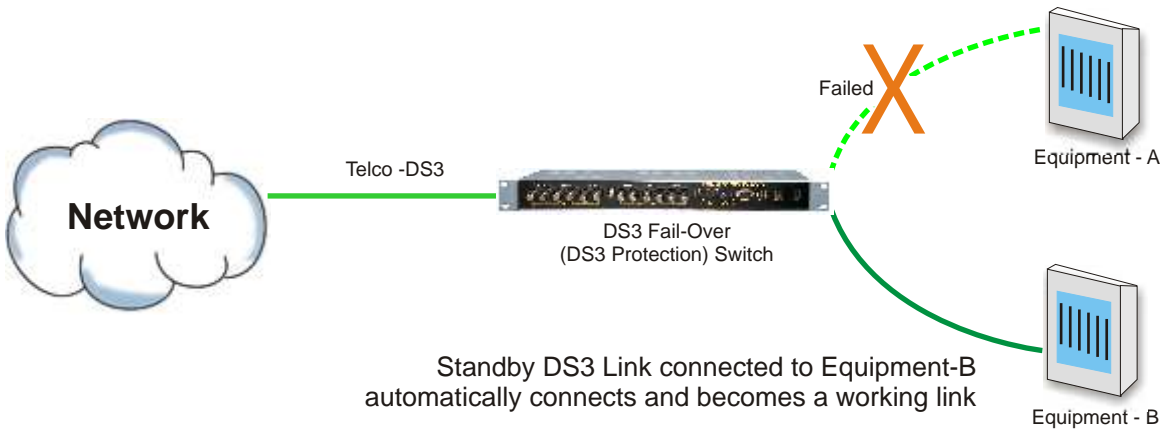 Failed
Equipment - A
Telco -DS3
Network
DS3 Fail-Over
(DS3 Protection) Switch
Standby DS3 Link connected to Equipment-B
automatically connects and becomes a working link
Equipment - B